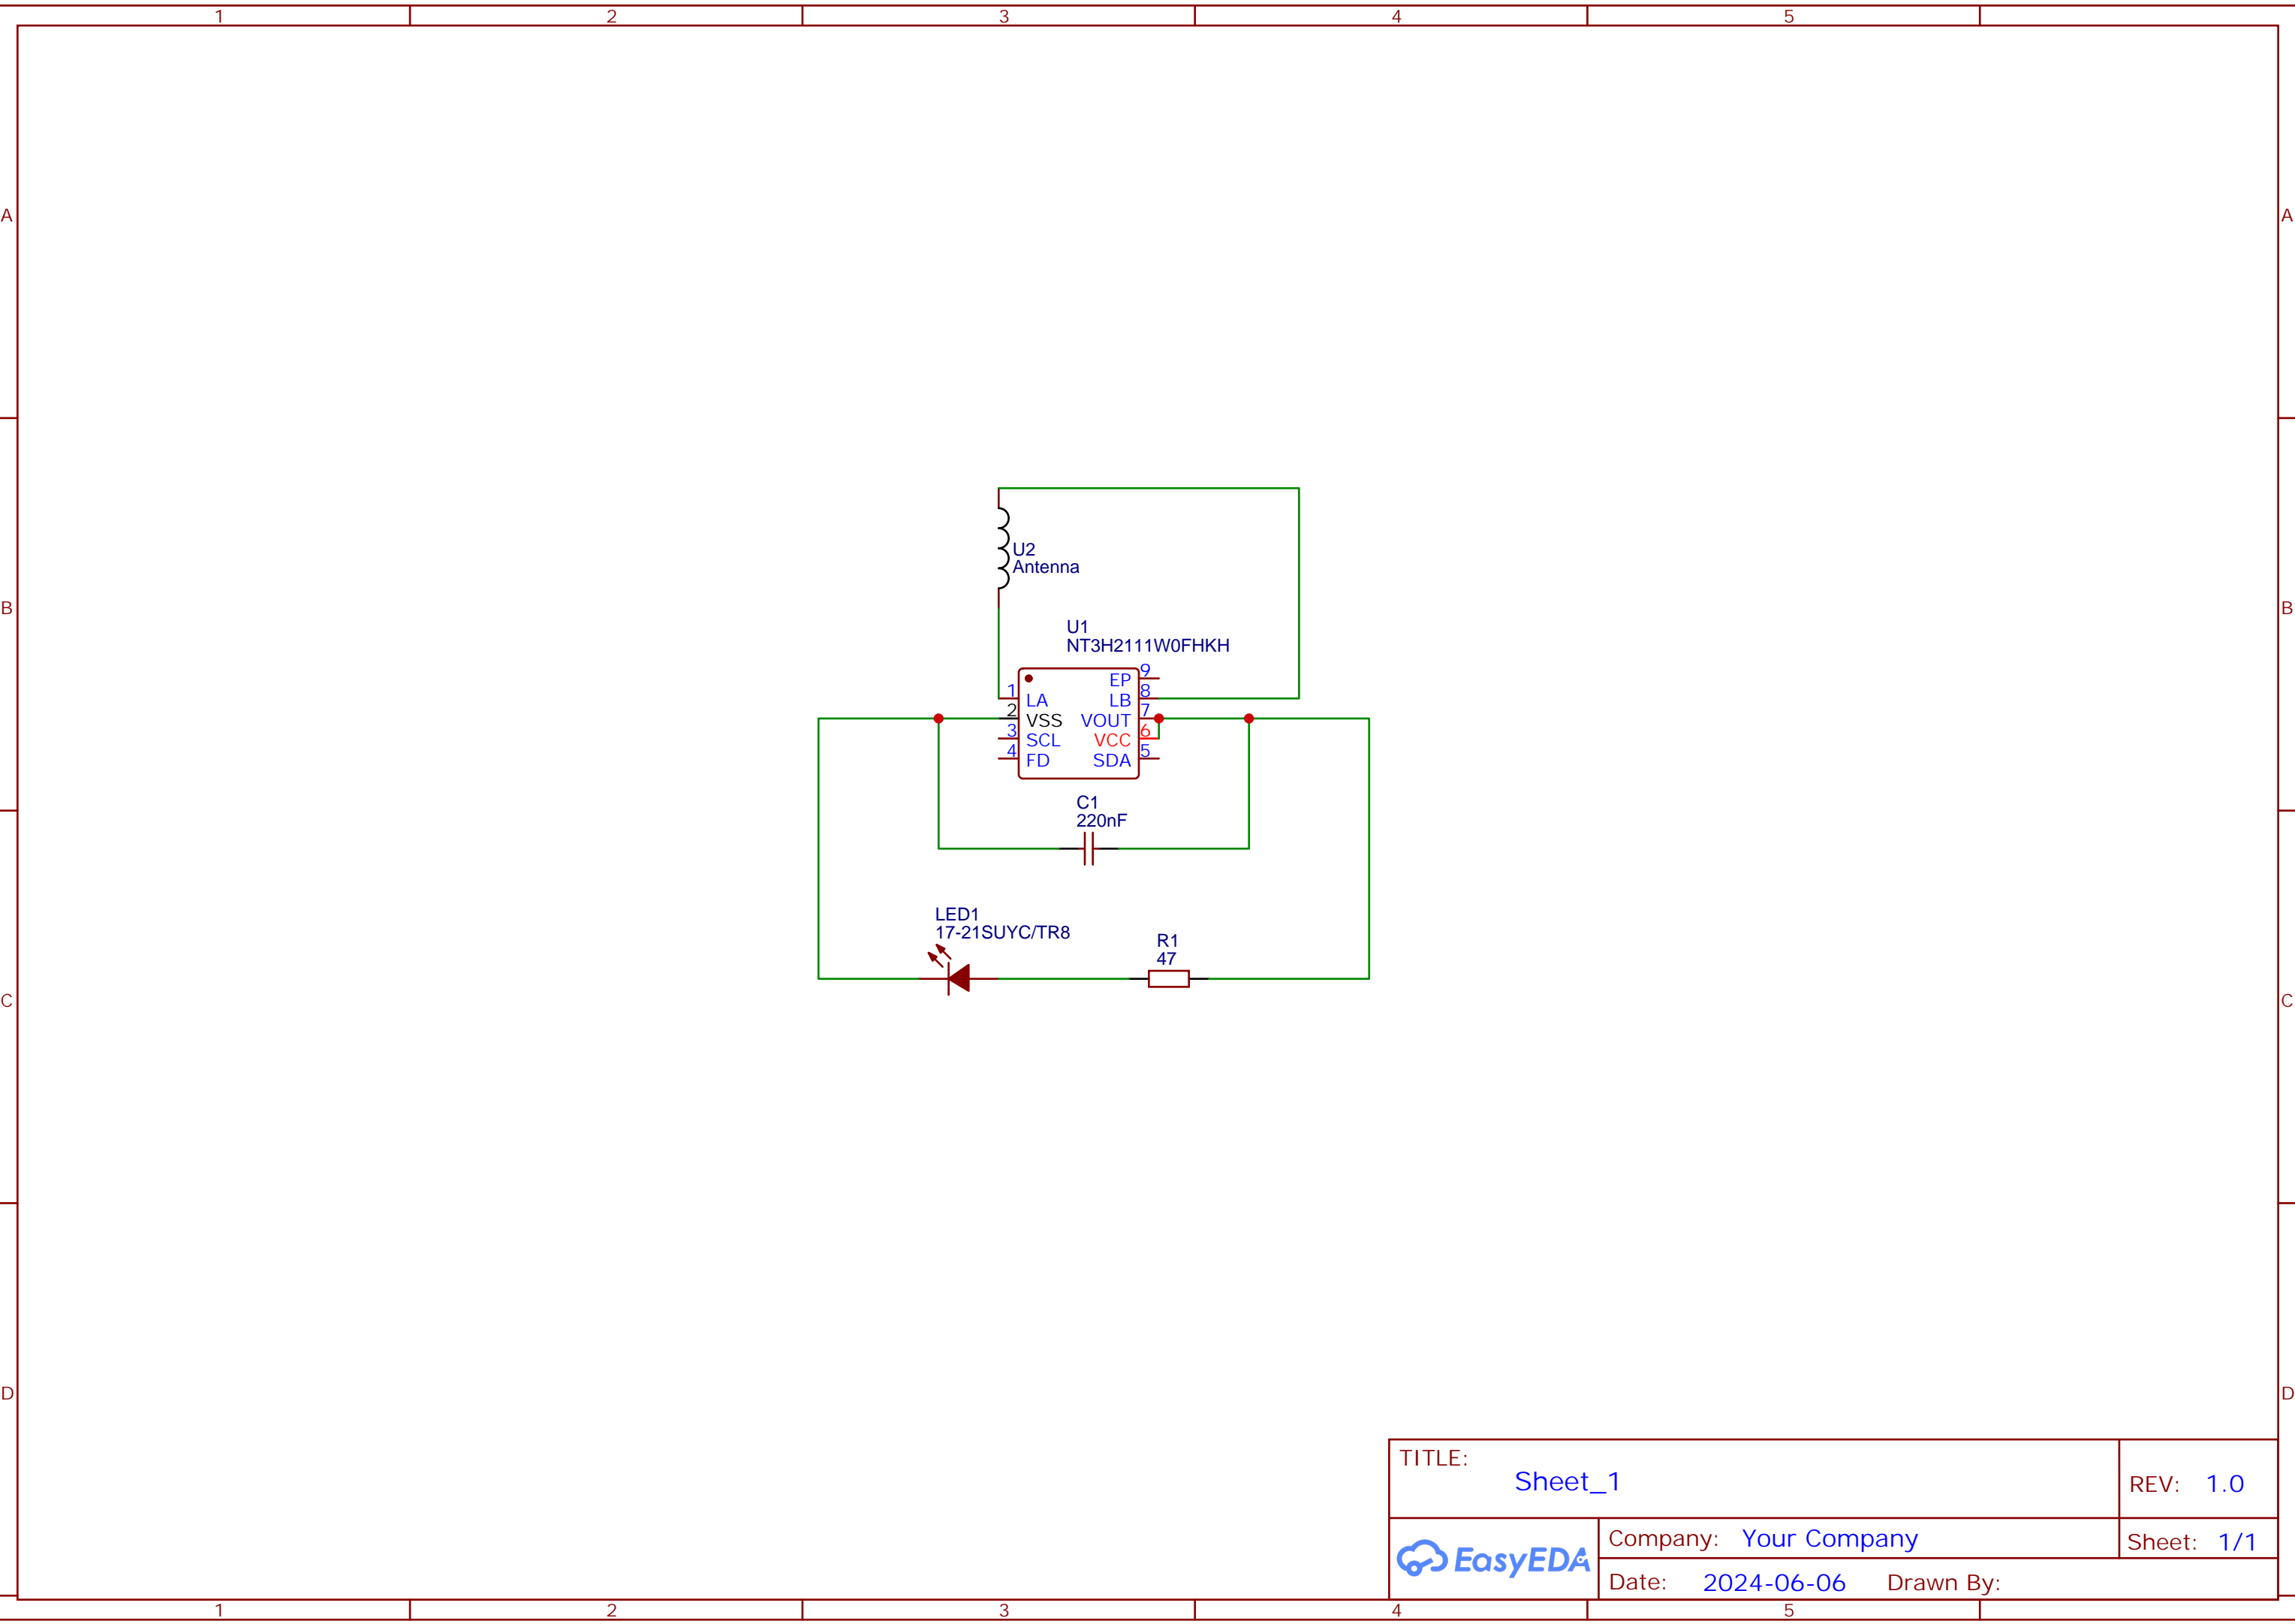 1 2 3 4 5
A A
U2
Antenna
B B
U1
NT3H2111W0FHKH
9
EP
1 8
LA LB
2 7
VSS VOUT
3 6
SCL VCC
4 5
FD SDA
C1
220nF
LED1
17-21SUYC/TR8
R1
47
C C
D D
TITLE:
Sheet_1
REV: 1.0
EasyEDA
Company: Your Company
Sheet: 1/1
Date: 2024-06-06 Drawn By:
1 2 3 4 5